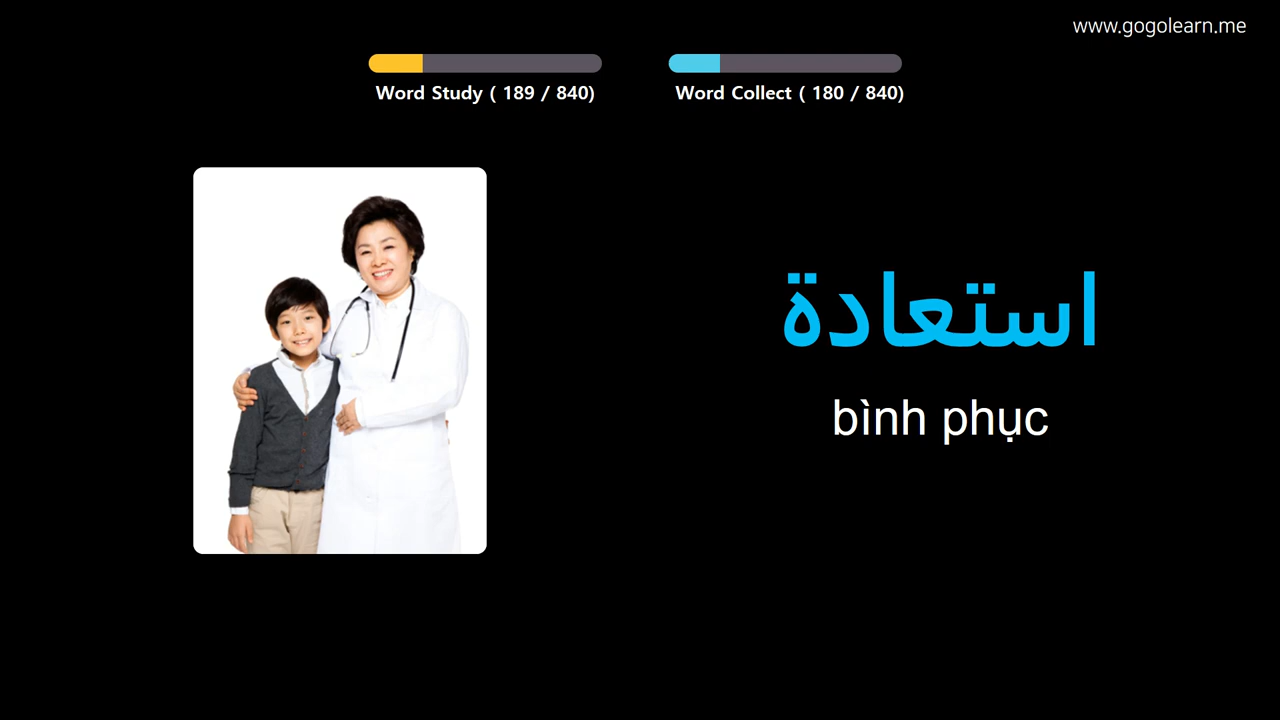 www.gogolearn.me
Word Study ( 189 / 840)
Word Collect ( 180 / 840)
استعادة
bình phục